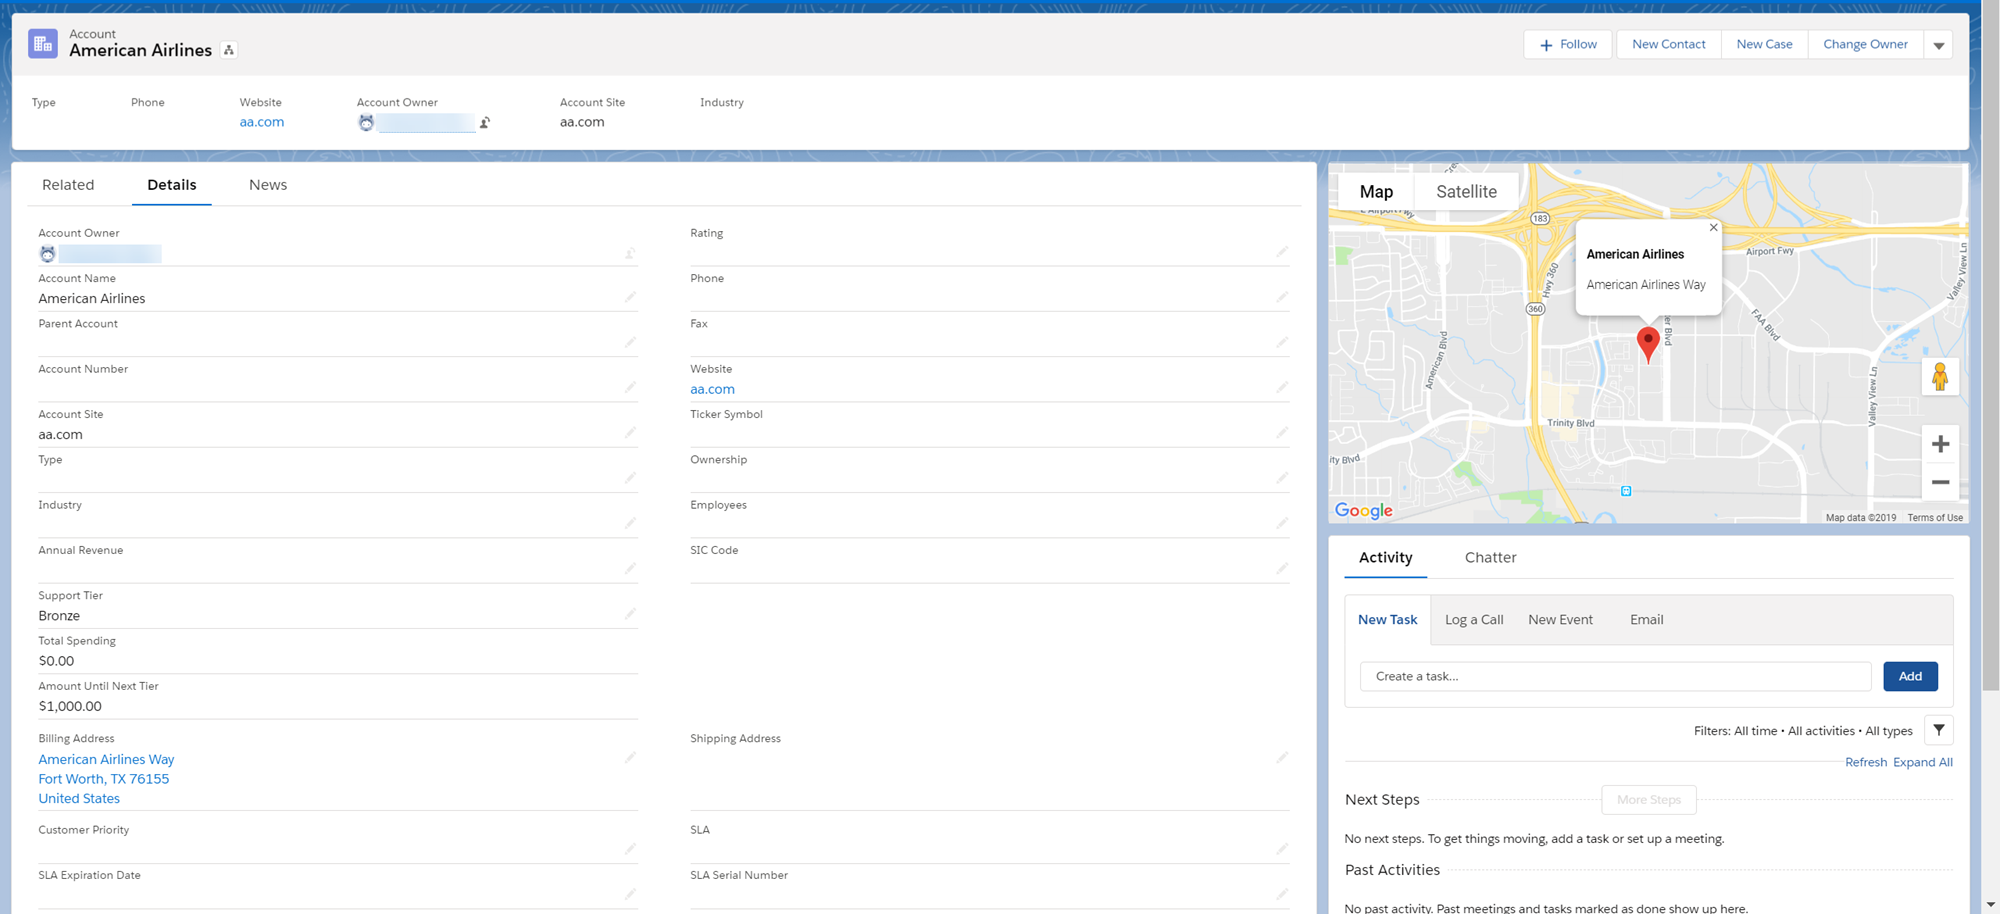 Account
American Airlines
Follow
New Contact
New Case
Change Owner
Type
Phone
Website
Account Owner
Account Site
Industry
aa.com
aa.com
Related
Details
News
Account Owner
Rating
Account Name
American Airlines
Phone
Parent Account
Fax
Account Number
Website
aa.com
Account Site
aa.com
Ticker Symbol
Type
Ownership
Industry
Employees
Annual Revenue
SIC Code
Support Tier
Bronze
Total Spending
$0.00
Amount Until Next Tier
$1,000.00
Billing Address
American Airlines Way
Fort Worth, TX 76155
United States
Shipping Address
Customer Priority
SLA
SLA Expiration Date
SLA Serial Number
Map
Satellite
E Airport Fwy
183
American Airlines
American Airlines Way
Airport Fwy
Valley View Ln
Hwy 360
360
er Blvd
FAA Blvd
American Blvd
Valley View Ln
Trinity Blvd
ity Blvd
Google
Map data ©2019
Terms of Use
Activity
Chatter
New Task
Log a Call
New Event
Email
Create a task...
Add
Filters: All time • All activities • All types
Refresh
Expand All
Next Steps
More Steps
No next steps. To get things moving, add a task or set up a meeting.
Past Activities
No past activity. Past meetings and tasks marked as done show up here.